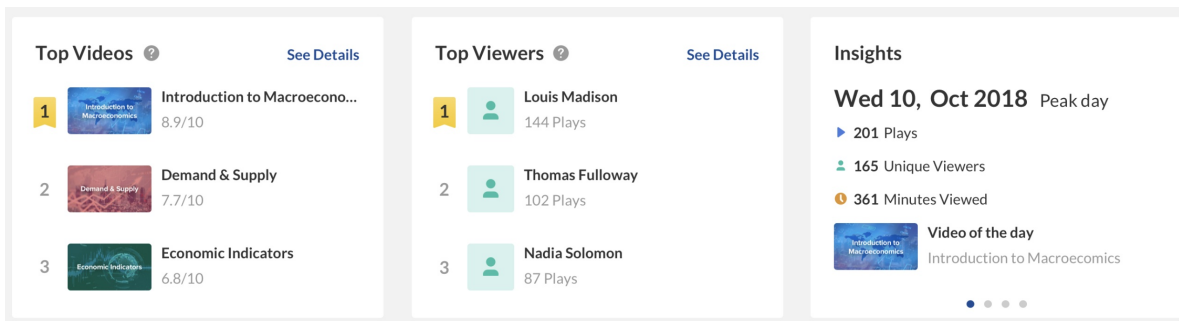 Top Videos ?
See Details
1
Introduction to Macroeconomics
Introduction to Macroecono...
8.9/10
2
Demand & Supply
Demand & Supply
7.7/10
3
Economic Indicators
Economic Indicators
6.8/10
Top Viewers ?
See Details
1
Louis Madison
144 Plays
2
Thomas Fulloway
102 Plays
3
Nadia Solomon
87 Plays
Insights
Wed 10, Oct 2018 Peak day
201 Plays
165 Unique Viewers
361 Minutes Viewed
Introduction to
Macroeconomics
Video of the day
Introduction to Macroecomics